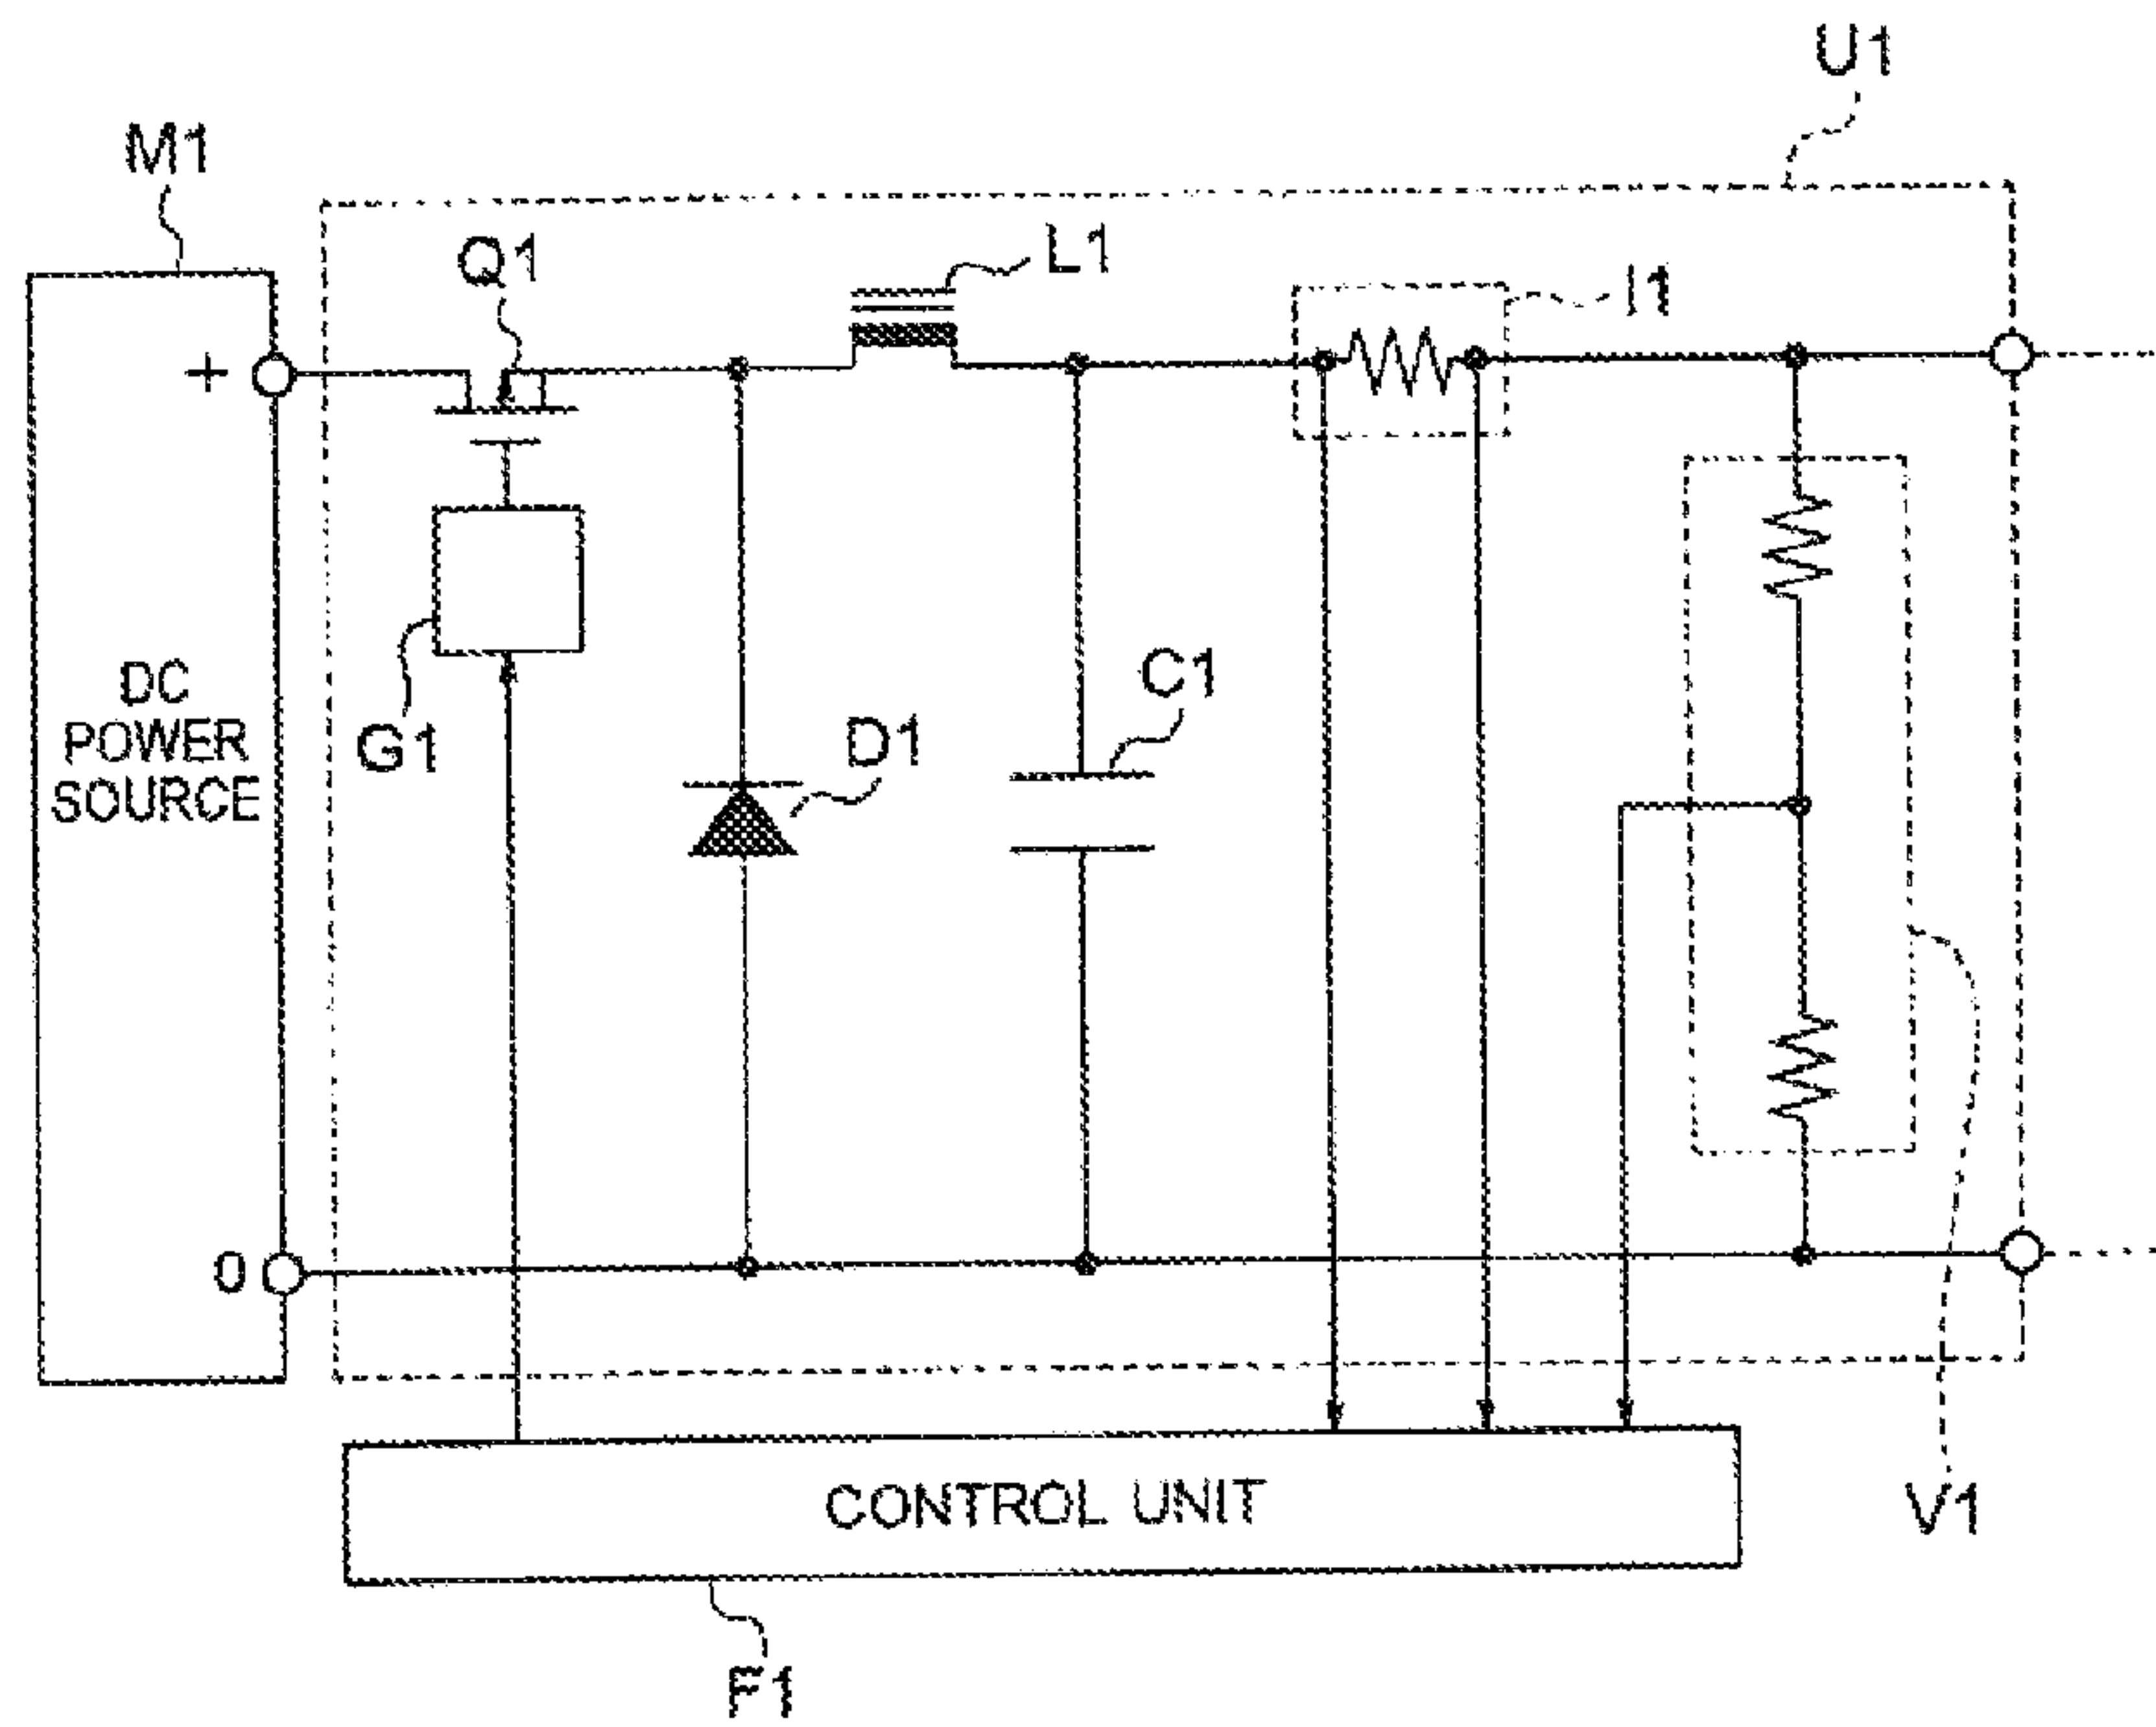 U1
M1
Q1
L1
I1
+
G1
D1
C1
DC
POWER
SOURCE
0
CONTROL UNIT
V1
F1